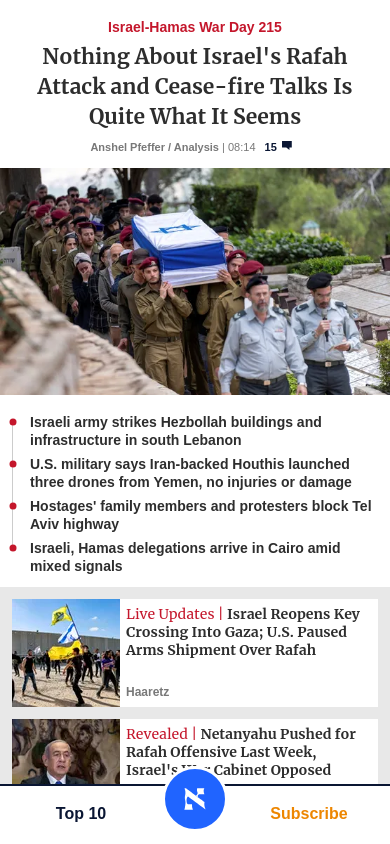 Israel-Hamas War Day 215
Nothing About Israel's Rafah
Attack and Cease-fire Talks Is
Quite What It Seems
Anshel Pfeffer / Analysis | 08:14 15
Israeli army strikes Hezbollah buildings and
infrastructure in south Lebanon
U.S. military says Iran-backed Houthis launched
three drones from Yemen, no injuries or damage
Hostages' family members and protesters block Tel
Aviv highway
Israeli, Hamas delegations arrive in Cairo amid
mixed signals
Live Updates | Israel Reopens Key
Crossing Into Gaza; U.S. Paused
Arms Shipment Over Rafah
Haaretz
Revealed | Netanyahu Pushed for
Rafah Offensive Last Week,
Israel's War Cabinet Opposed
Top 10
Subscribe